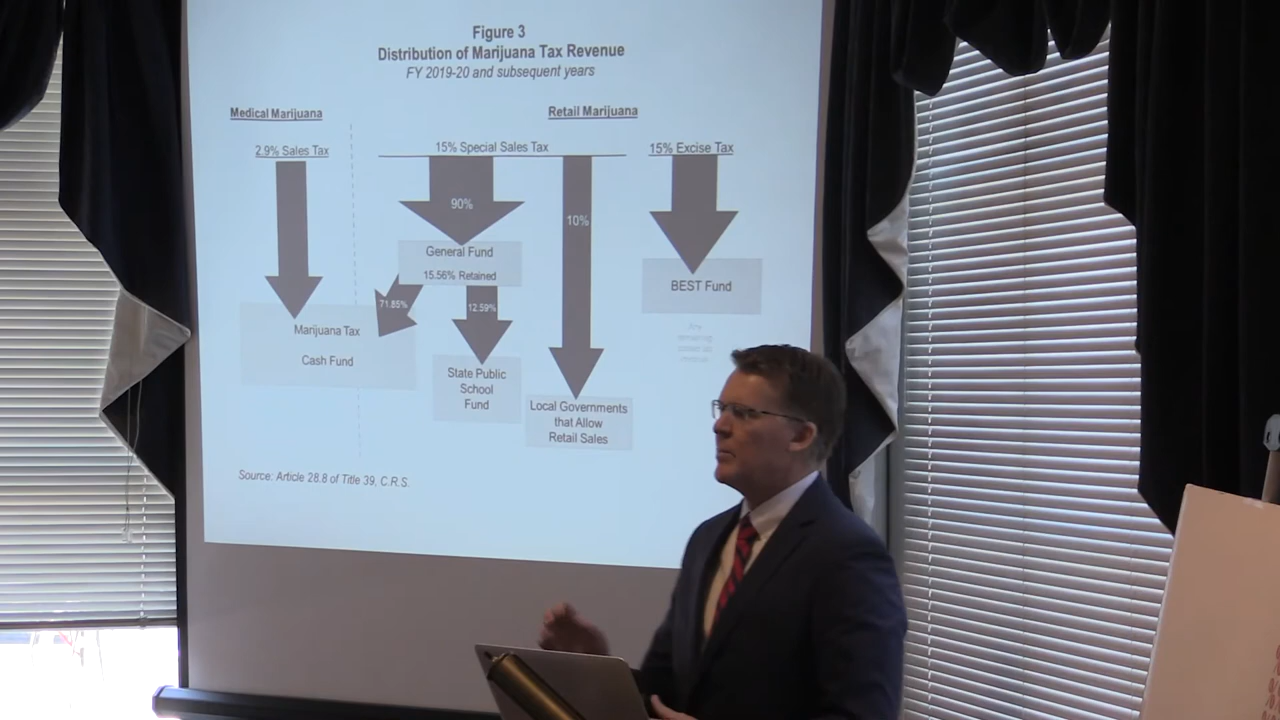 Figure 3
Distribution of Marijuana Tax Revenue
FY 2019-20 and subsequent years
Medical Marijuana
Retail Marijuana
2.9% Sales Tax
15% Special Sales Tax
15% Excise Tax
90%
10%
General Fund
15.56% Retained
BEST Fund
71.85%
12.59%
Marijuana Tax
Cash Fund
State Public
School
Fund
Local Governments
that Allow
Retail Sales
Source: Article 28.8 of Title 39, C.R.S.